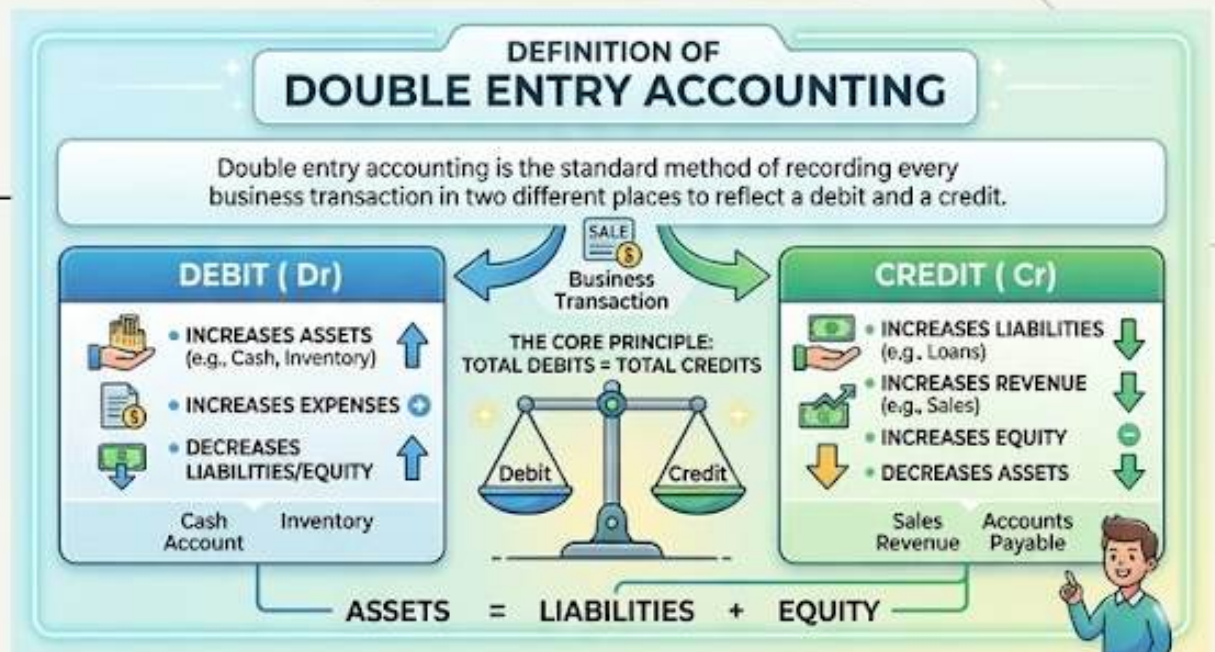 DEFINITION OF
DOUBLE ENTRY ACCOUNTING
Double entry accounting is the standard method of recording every
business transaction in two different places to reflect a debit and a credit.
SALE
$
Business
Transaction
DEBIT ( Dr)
• INCREASES ASSETS
(e.g., Cash, Inventory)
$
• INCREASES EXPENSES +
• DECREASES
LIABILITIES/EQUITY
Cash
Account
Inventory
THE CORE PRINCIPLE:
TOTAL DEBITS = TOTAL CREDITS
Debit
Credit
CREDIT ( Cr)
• INCREASES LIABILITIES
(e.g., Loans)
• INCREASES REVENUE
(e.g., Sales)
• INCREASES EQUITY −
• DECREASES ASSETS
Sales
Revenue
Accounts
Payable
ASSETS = LIABILITIES + EQUITY